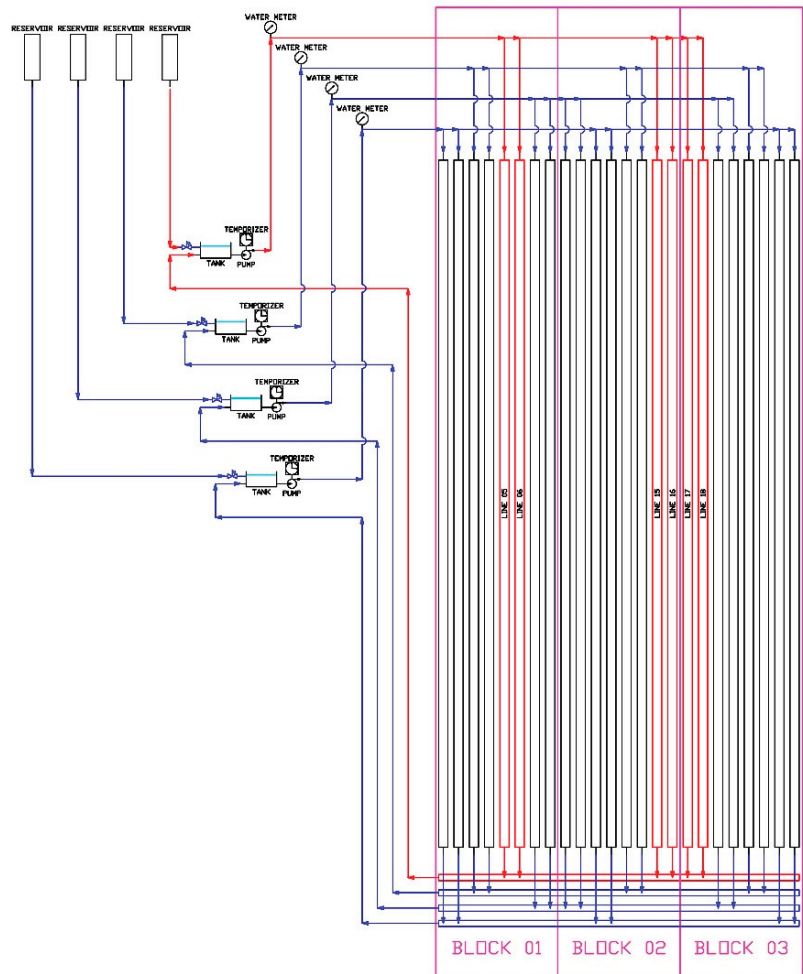 WATER METER
RESERVOIR RESERVOIR RESERVOIR RESERVOIR
WATER METER
WATER METER
WATER METER
TEMPORIZER
TANK PUMP
TEMPORIZER
TANK PUMP
TEMPORIZER
TANK PUMP
TEMPORIZER
TANK PUMP
LINE 05
LINE 06
LINE 15
LINE 16
LINE 17
LINE 18
BLOCK 01 BLOCK 02 BLOCK 03